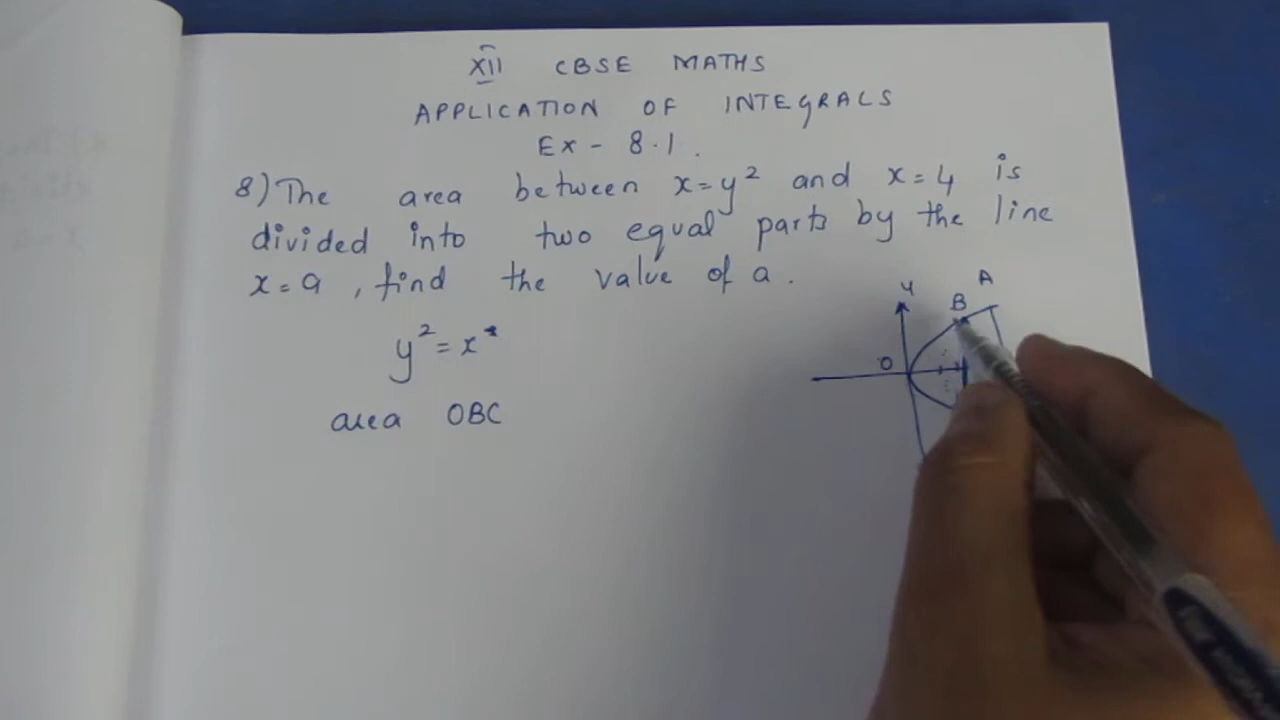 XII CBSE MATHS
APPLICATION OF INTEGRALS
Ex - 8.1.
8) The area between x = y² and x = 4 is
divided into two equal parts by the line
x = a, find the value of a.
y² = x
area OBC
y
A
B
O